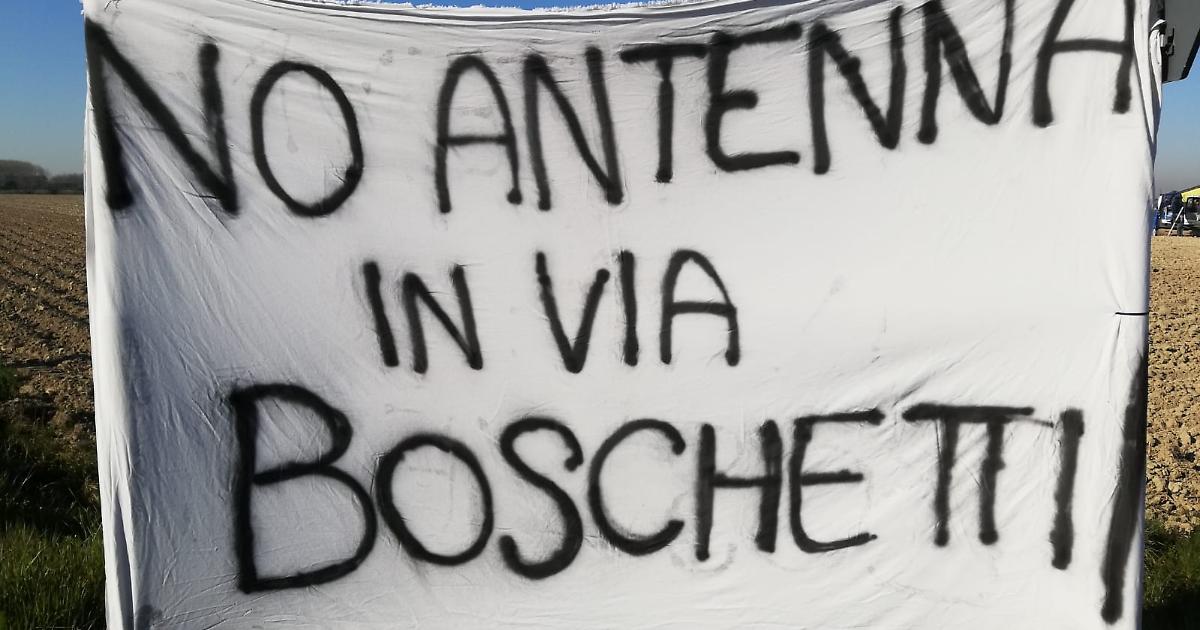 NO ANTENNA
IN VIA
BOSCHETTI